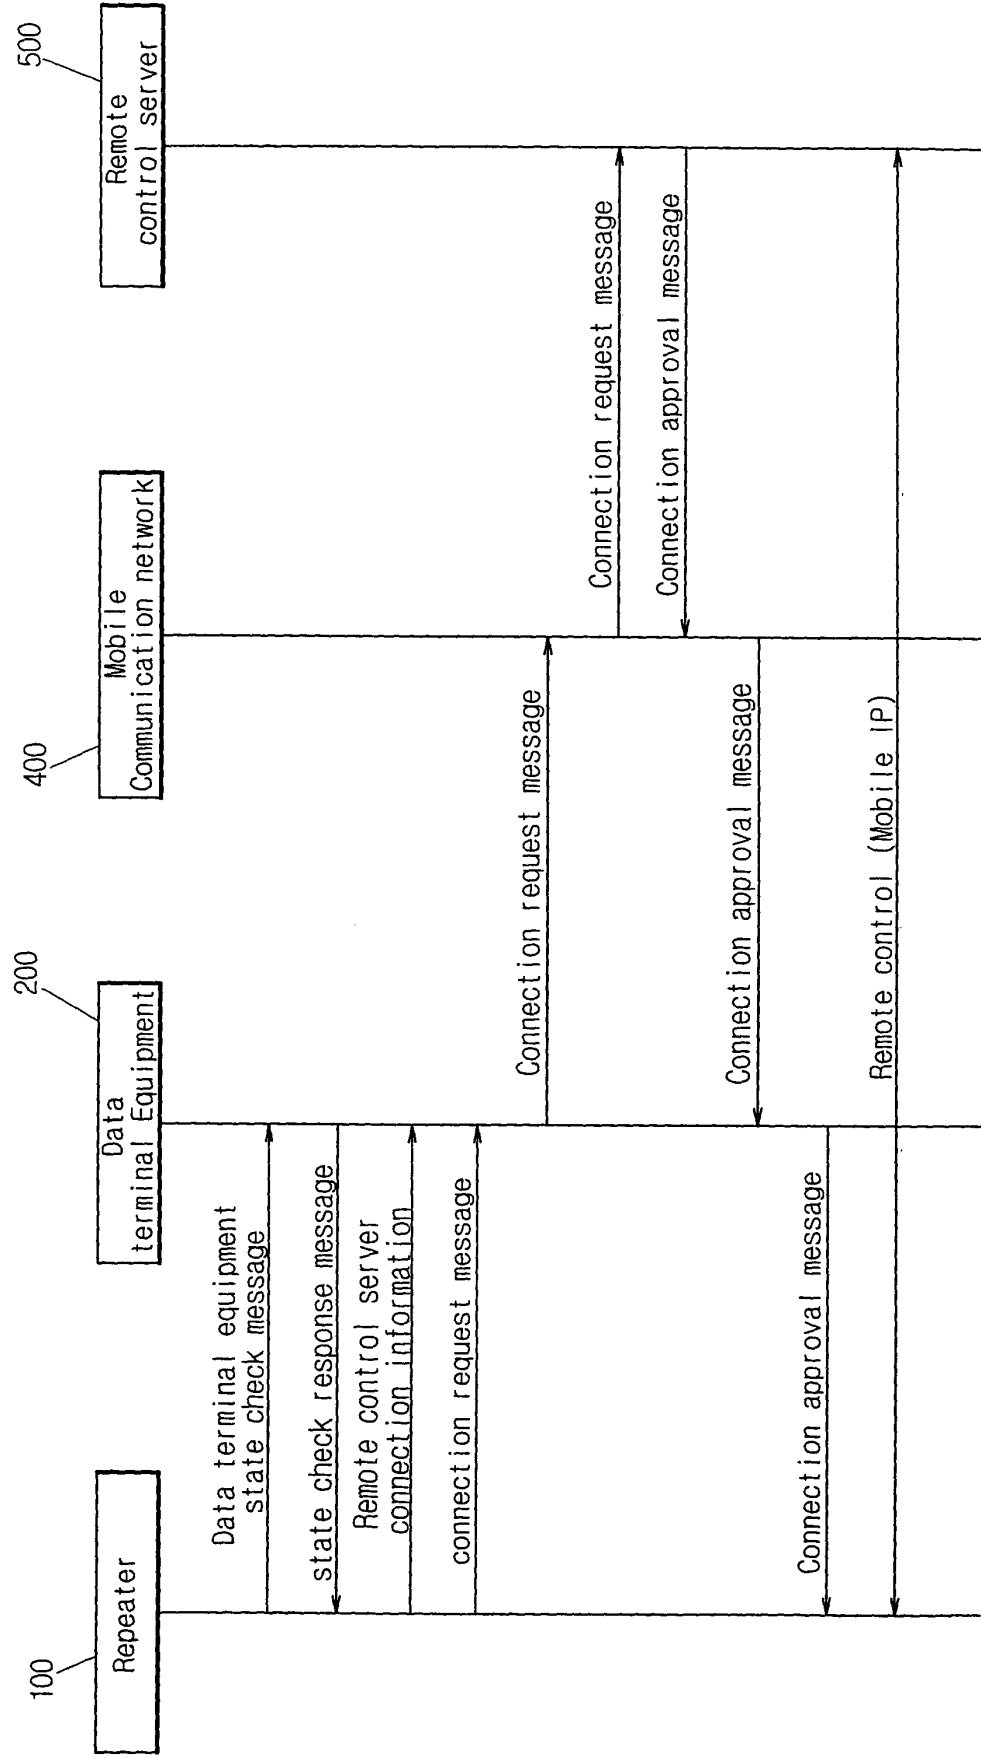 100
Repeater
200
Data
terminal Equipment
400
Mobile
Communication network
500
Remote
control server
Data terminal equipment
state check message
state check response message
Remote control server
connection information
connection request message
Connection request message
Connection request message
Connection approval message
Connection approval message
Connection approval message
Remote control (Mobile IP)